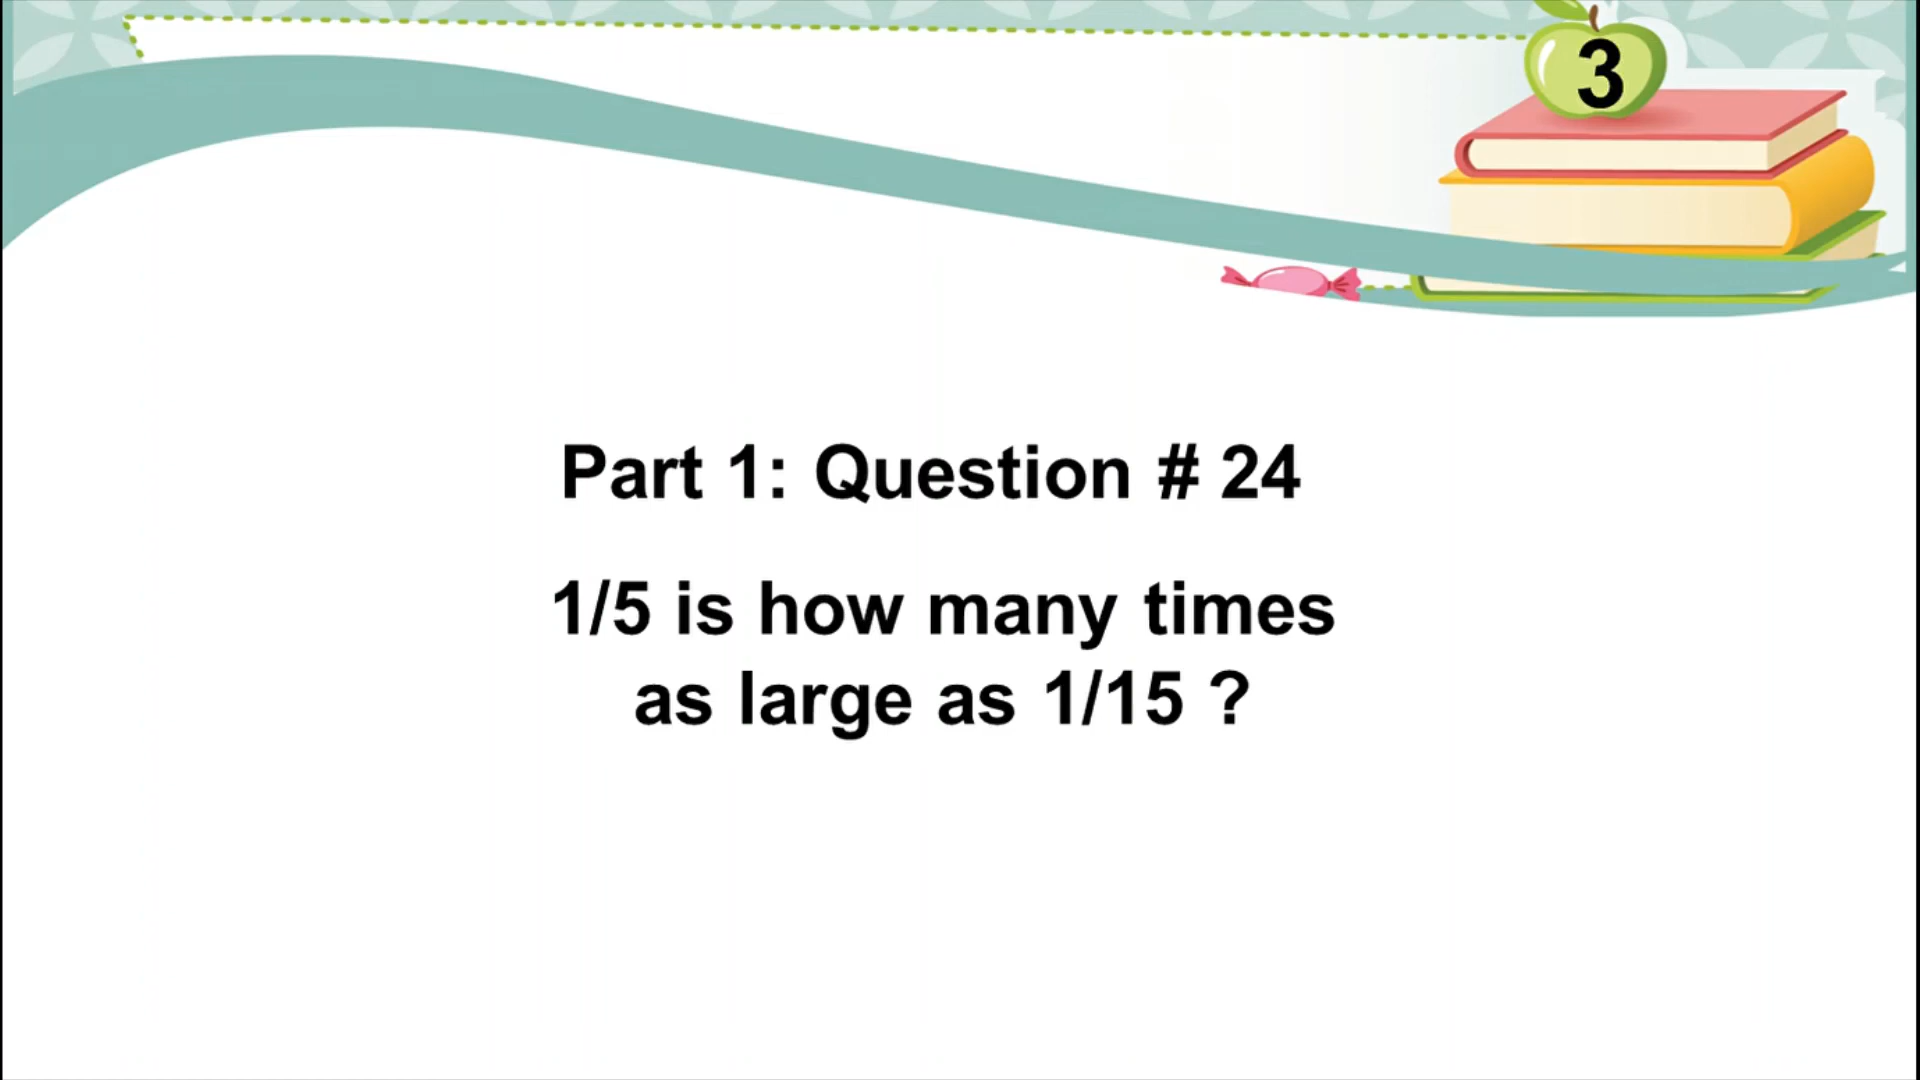 3
Part 1: Question # 24
1/5 is how many times
as large as 1/15 ?